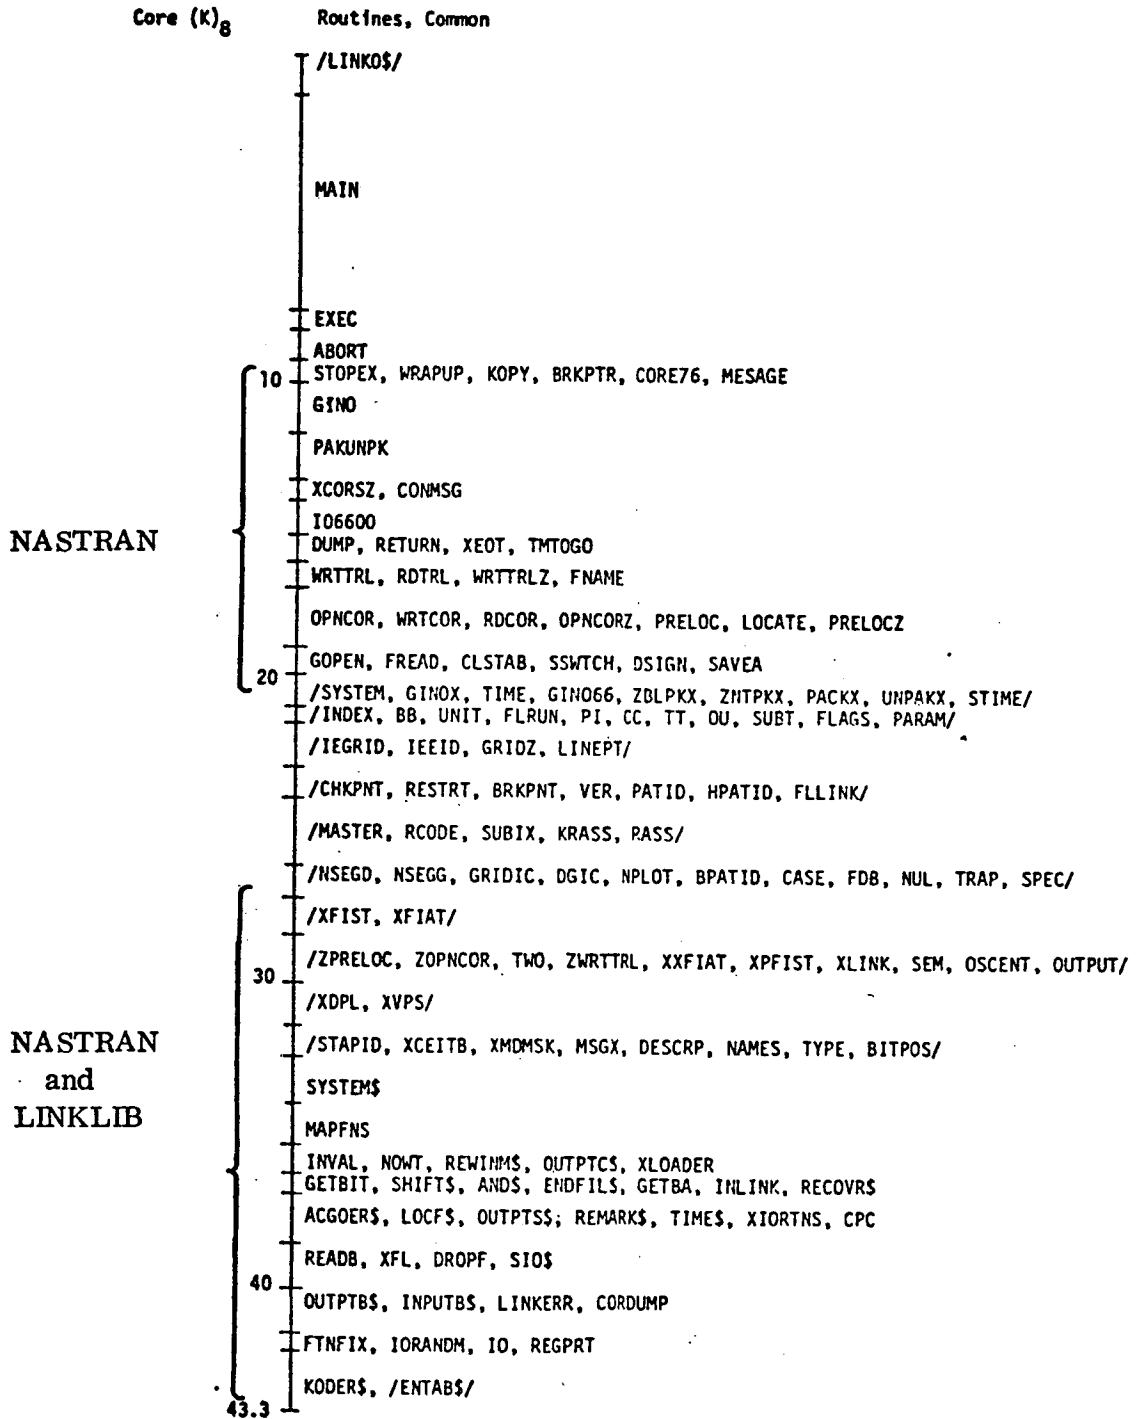 Core (K)8 Routines, Common
/LINKO$/
MAIN
EXEC
ABORT
10 STOPEX, WRAPUP, KOPY, BRKPTR, CORE76, MESAGE
GINO
PAKUNPK
XCORSZ, CONMSG
IO6600
NASTRAN
DUMP, RETURN, XEOT, TMTOGO
WRTTRL, RDTRL, WRTTRLZ, FNAME
OPNCOR, WRTCOR, RDCOR, OPNCORZ, PRELOC, LOCATE, PRELOCZ
GOPEN, FREAD, CLSTAB, SSWTCH, DSIGN, SAVEA
20
/SYSTEM, GINOX, TIME, GINO66, ZBLPKX, ZNTPKX, PACKX, UNPAKX, STIME/
/INDEX, BB, UNIT, FLRUN, PI, CC, TT, OU, SUBT, FLAGS, PARAM/
/IEGRID, IEEID, GRIDZ, LINEPT/
/CHKPNT, RESTRT, BRKPNT, VER, PATID, HPATID, FLLINK/
/MASTER, RCODE, SUBIX, KRASS, RASS/
/NSEGD, NSEGG, GRIDIC, DGIC, NPLOT, BPATID, CASE, FDB, NUL, TRAP, SPEC/
/XFIST, XFIAT/
/ZPRELOC, ZOPNCOR, TWO, ZWRTTRL, XXFIAT, XPFIST, XLINK, SEM, OSCENT, OUTPUT/
30
/XDPL, XVPS/
NASTRAN
and
LINKLIB
/STAPID, XCEITB, XMDMSK, MSGX, DESCRP, NAMES, TYPE, BITPOS/
SYSTEM$
MAPFNS
INVAL, NOWT, REWINM$, OUTPTC$, XLOADER
GETBIT, SHIFT$, AND$, ENDFIL$, GETBA, INLINK, RECOVR$
ACGOER$, LOCF$, OUTPTS$; REMARK$, TIME$, XIORTNS, CPC
READB, XFL, DROPF, SIO$
40
OUTPTB$, INPUTB$, LINKERR, CORDUMP
FTNFIX, IORANDM, IO, REGPRT
KODER$, /ENTAB$/
43.3